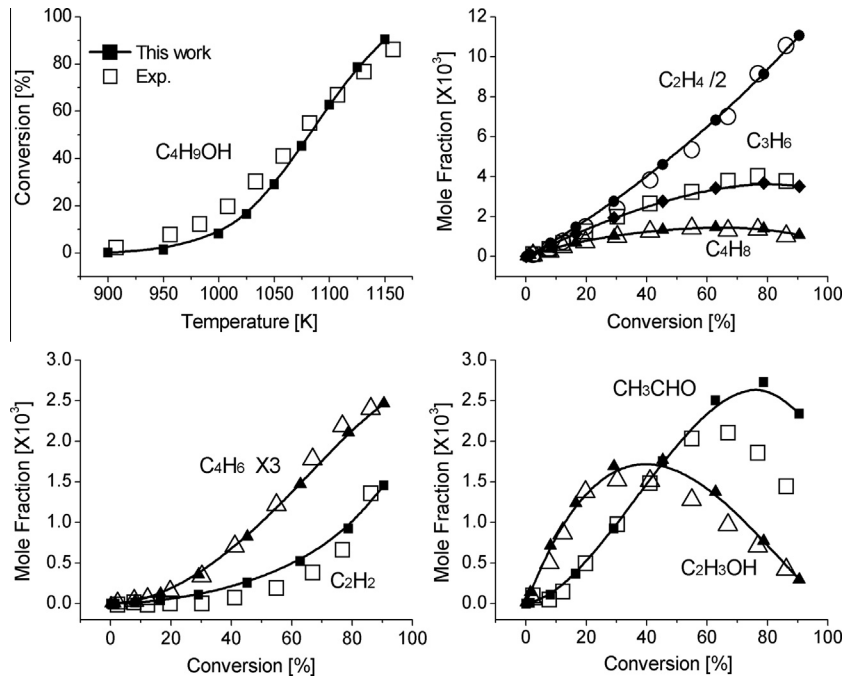 100
80
60
40
20
0
Conversion [%]
This work
Exp.
C₄H₉OH
900 950 1000 1050 1100 1150
Temperature [K]
12
10
8
6
4
2
0
Mole Fraction [X10³]
C₂H₄ /2
C₃H₆
C₄H₈
0 20 40 60 80 100
Conversion [%]
3.0
2.5
2.0
1.5
1.0
0.5
0.0
Mole Fraction [X10³]
C₄H₆ X3
C₂H₂
0 20 40 60 80 100
Conversion [%]
3.0
2.5
2.0
1.5
1.0
0.5
0.0
Mole Fraction [X10³]
CH₃CHO
C₂H₃OH
0 20 40 60 80 100
Conversion [%]